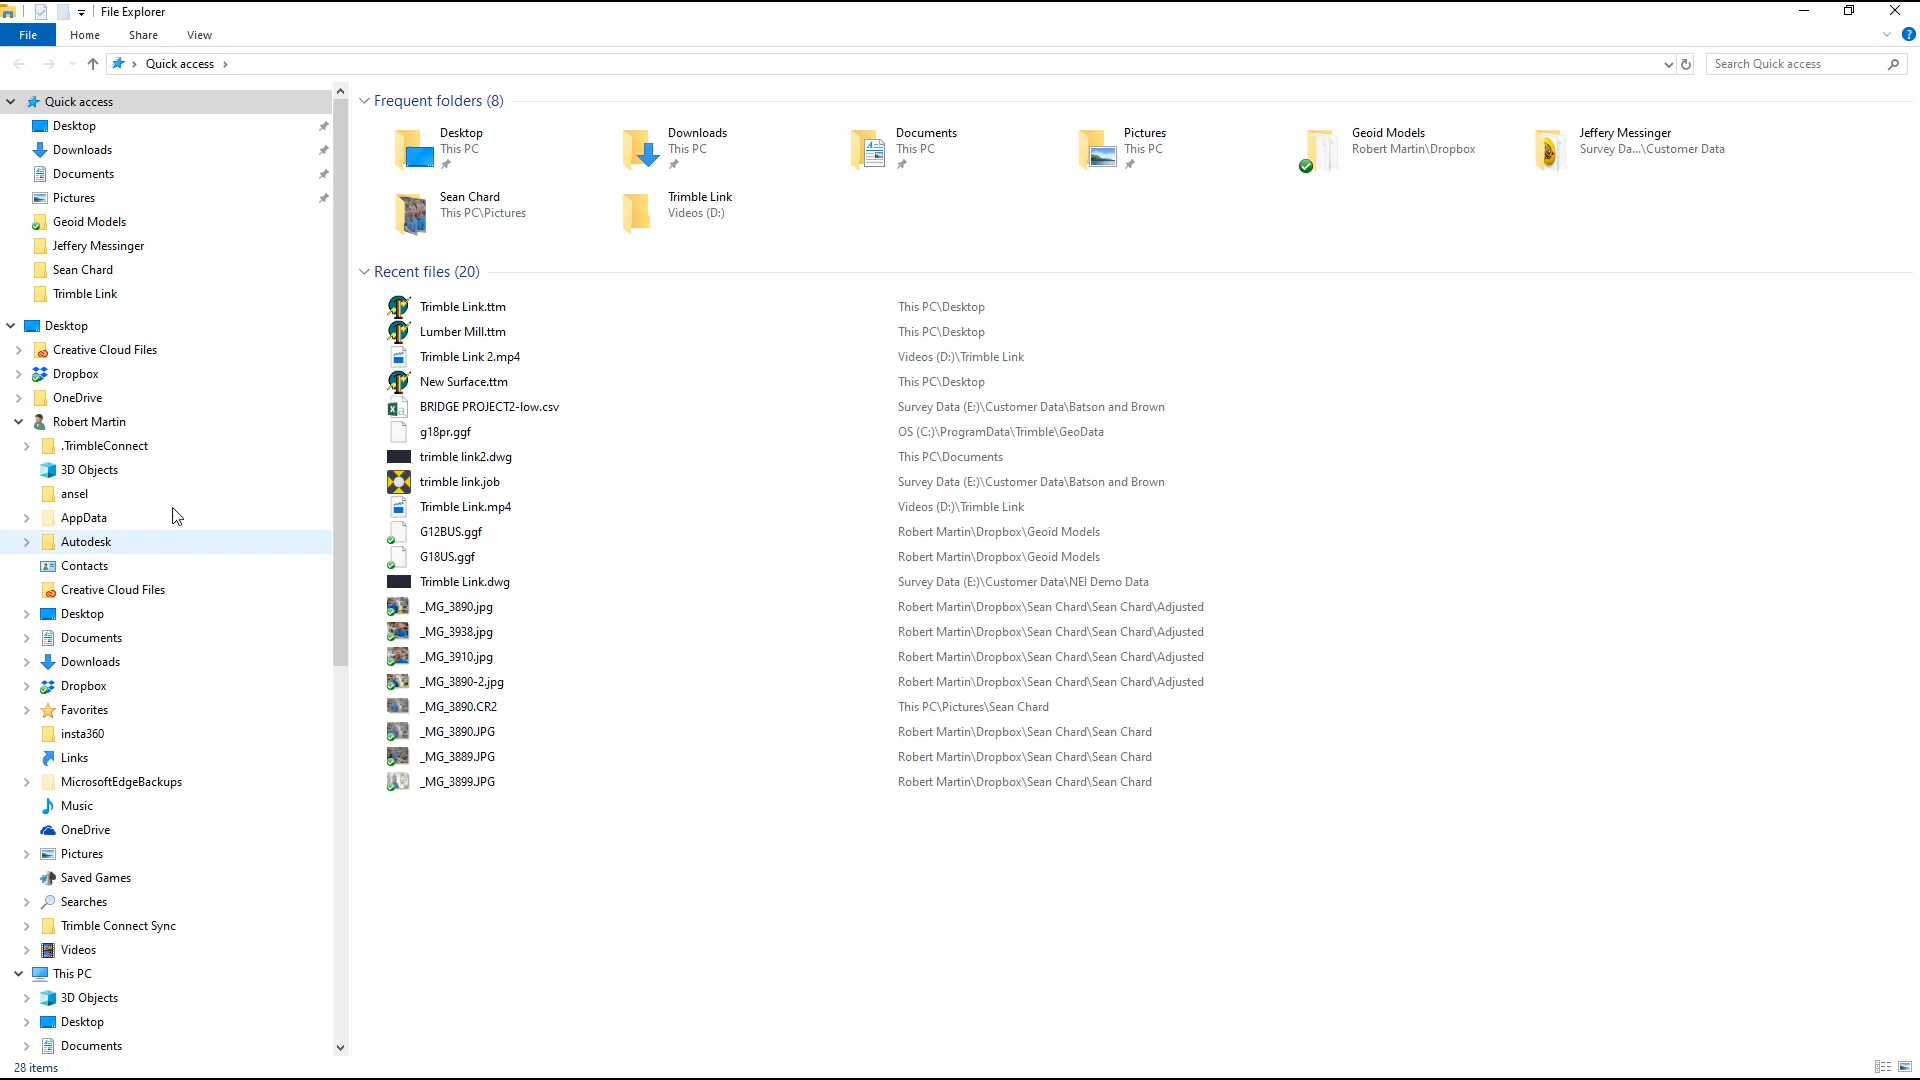 File Explorer
File Home Share View
Quick access
Search Quick access
Quick access
Desktop
Downloads
Documents
Pictures
Geoid Models
Jeffery Messinger
Sean Chard
Trimble Link
Desktop
Creative Cloud Files
Dropbox
OneDrive
Robert Martin
.TrimbleConnect
3D Objects
ansel
AppData
Autodesk
Contacts
Creative Cloud Files
Desktop
Documents
Downloads
Dropbox
Favorites
insta360
Links
MicrosoftEdgeBackups
Music
OneDrive
Pictures
Saved Games
Searches
Trimble Connect Sync
Videos
This PC
3D Objects
Desktop
Documents
28 items
Frequent folders (8)
Desktop
This PC
Downloads
This PC
Documents
This PC
Pictures
This PC
Geoid Models
Robert Martin\Dropbox
Jeffery Messinger
Survey Da...\Customer Data
Sean Chard
This PC\Pictures
Trimble Link
Videos (D:)
Recent files (20)
Trimble Link.ttm This PC\Desktop
Lumber Mill.ttm This PC\Desktop
Trimble Link 2.mp4 Videos (D:)\Trimble Link
New Surface.ttm This PC\Desktop
BRIDGE PROJECT2-low.csv Survey Data (E:)\Customer Data\Batson and Brown
g18pr.ggf OS (C:)\ProgramData\Trimble\GeoData
trimble link2.dwg This PC\Documents
trimble link.job Survey Data (E:)\Customer Data\Batson and Brown
Trimble Link.mp4 Videos (D:)\Trimble Link
G12BUS.ggf Robert Martin\Dropbox\Geoid Models
G18US.ggf Robert Martin\Dropbox\Geoid Models
Trimble Link.dwg Survey Data (E:)\Customer Data\NEI Demo Data
_MG_3890.jpg Robert Martin\Dropbox\Sean Chard\Sean Chard\Adjusted
_MG_3938.jpg Robert Martin\Dropbox\Sean Chard\Sean Chard\Adjusted
_MG_3910.jpg Robert Martin\Dropbox\Sean Chard\Sean Chard\Adjusted
_MG_3890-2.jpg Robert Martin\Dropbox\Sean Chard\Sean Chard\Adjusted
_MG_3890.CR2 This PC\Pictures\Sean Chard
_MG_3890.JPG Robert Martin\Dropbox\Sean Chard\Sean Chard
_MG_3889.JPG Robert Martin\Dropbox\Sean Chard\Sean Chard
_MG_3899.JPG Robert Martin\Dropbox\Sean Chard\Sean Chard